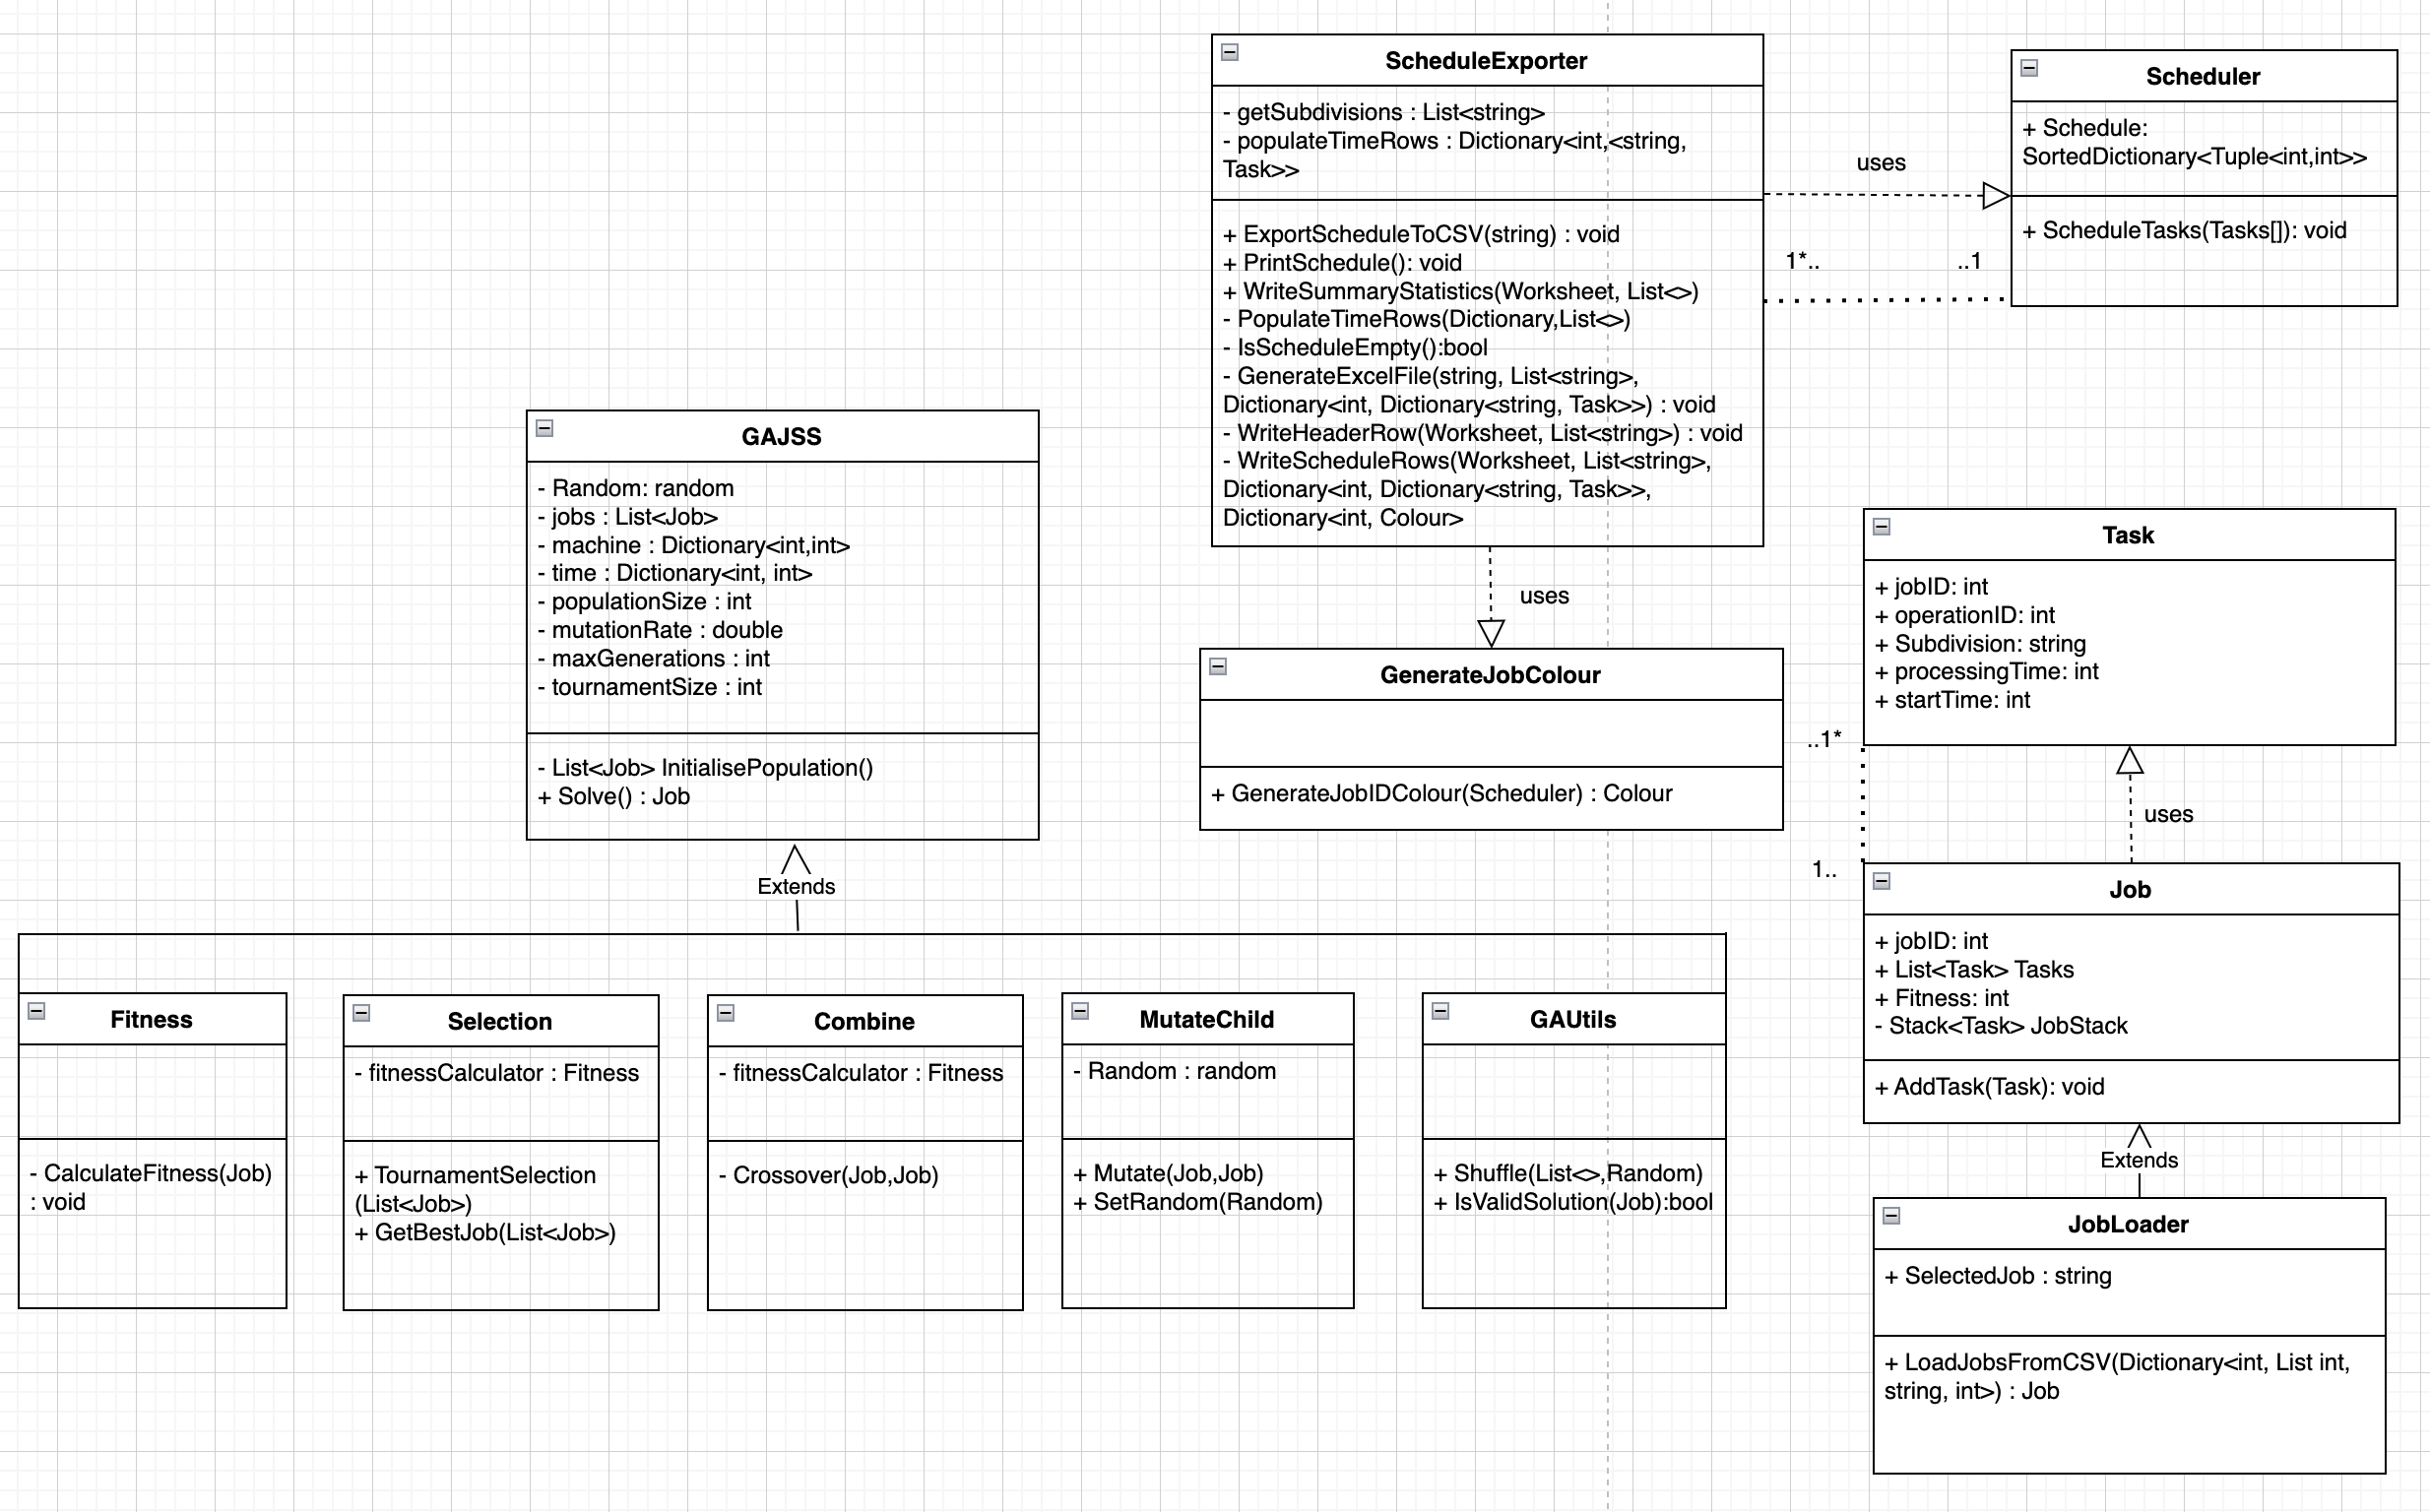 ScheduleExporter
- getSubdivisions : List<string>
- populateTimeRows : Dictionary<int,<string,
Task>>
+ ExportScheduleToCSV(string) : void
+ PrintSchedule(): void
+ WriteSummaryStatistics(Worksheet, List<>)
- PopulateTimeRows(Dictionary,List<>)
- IsScheduleEmpty():bool
- GenerateExcelFile(string, List<string>,
Dictionary<int, Dictionary<string, Task>>) : void
- WriteHeaderRow(Worksheet, List<string>) : void
- WriteScheduleRows(Worksheet, List<string>,
Dictionary<int, Dictionary<string, Task>>,
Dictionary<int, Colour>
uses
1*..
..1
Scheduler
+ Schedule:
SortedDictionary<Tuple<int,int>>
+ ScheduleTasks(Tasks[]): void
GAJSS
- Random: random
- jobs : List<Job>
- machine : Dictionary<int,int>
- time : Dictionary<int, int>
- populationSize : int
- mutationRate : double
- maxGenerations : int
- tournamentSize : int
- List<Job> InitialisePopulation()
+ Solve() : Job
uses
GenerateJobColour
+ GenerateJobIDColour(Scheduler) : Colour
Task
+ jobID: int
+ operationID: int
+ Subdivision: string
+ processingTime: int
+ startTime: int
..1*
uses
1..
Job
+ jobID: int
+ List<Task> Tasks
+ Fitness: int
- Stack<Task> JobStack
+ AddTask(Task): void
Extends
JobLoader
+ SelectedJob : string
+ LoadJobsFromCSV(Dictionary<int, List int,
string, int>) : Job
Extends
Fitness
- CalculateFitness(Job)
: void
Selection
- fitnessCalculator : Fitness
+ TournamentSelection
(List<Job>)
+ GetBestJob(List<Job>)
Combine
- fitnessCalculator : Fitness
- Crossover(Job,Job)
MutateChild
- Random : random
+ Mutate(Job,Job)
+ SetRandom(Random)
GAUtils
+ Shuffle(List<>,Random)
+ IsValidSolution(Job):bool